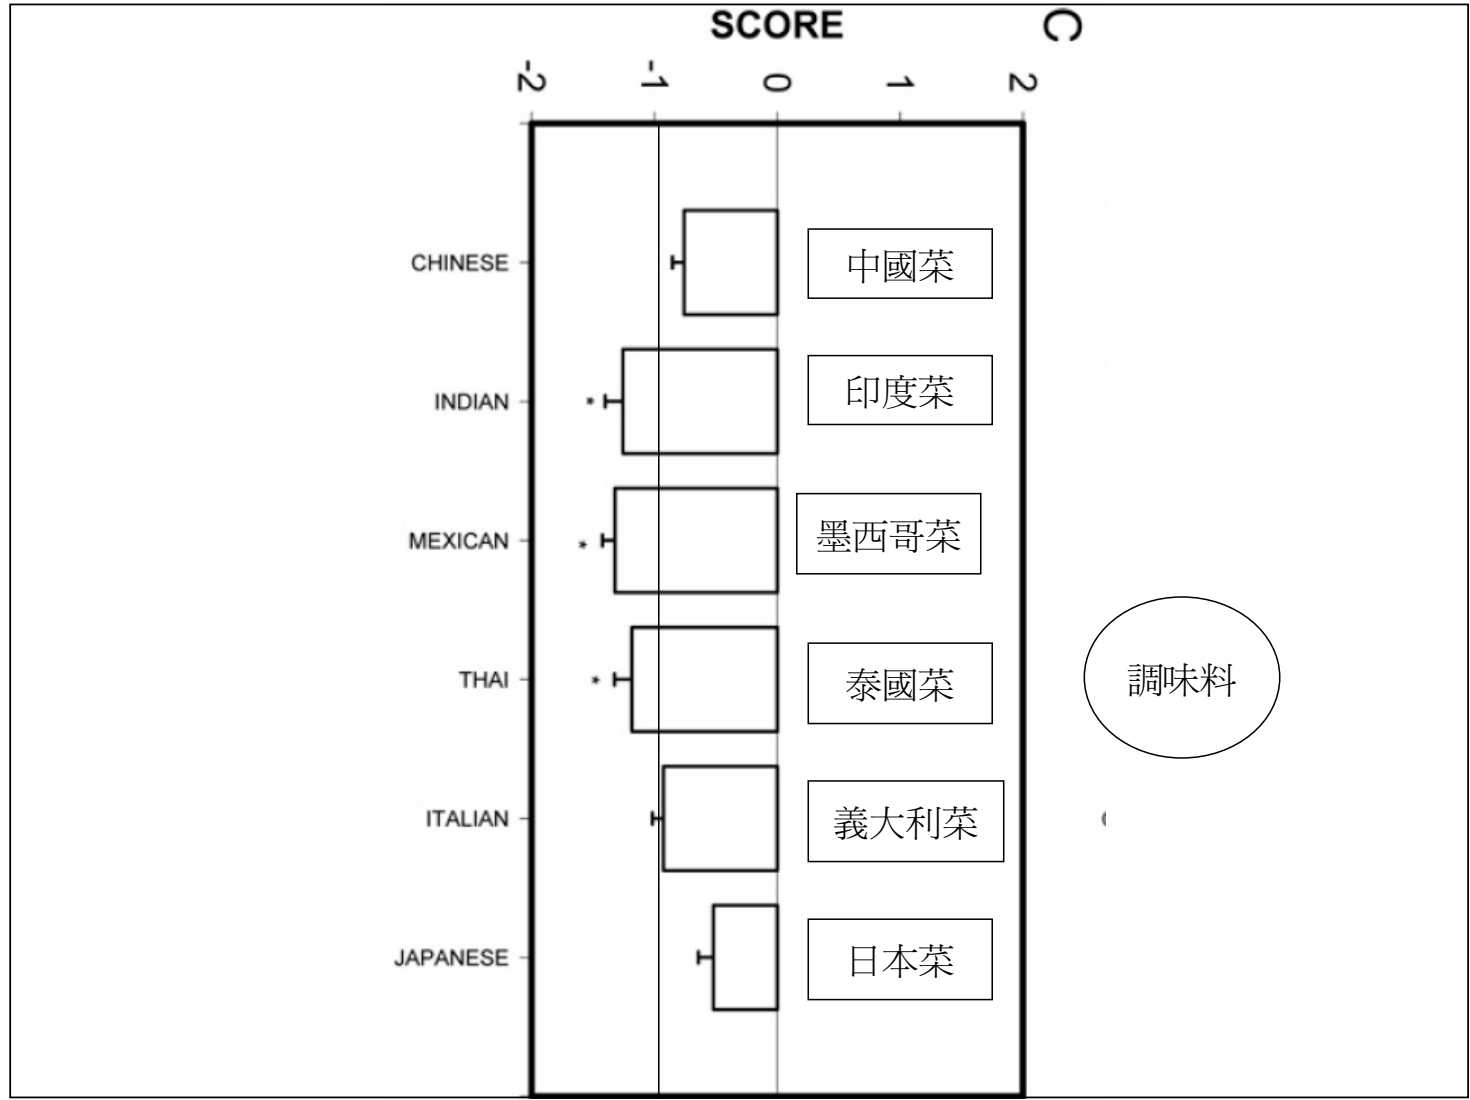 SCORE
C
-2
-1
0
1
2
CHINESE
中國菜
INDIAN
*
印度菜
MEXICAN
*
墨西哥菜
THAI
*
泰國菜
調味料
ITALIAN
義大利菜
JAPANESE
日本菜